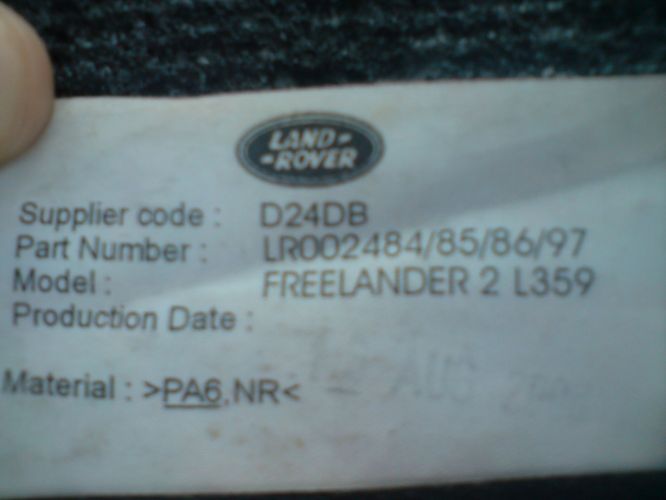 LAND-
-ROVER
Supplier code : D24DB
Part Number : LR002484/85/86/97
Model : FREELANDER 2 L359
Production Date :
AUG
Material : >PA6.NR<